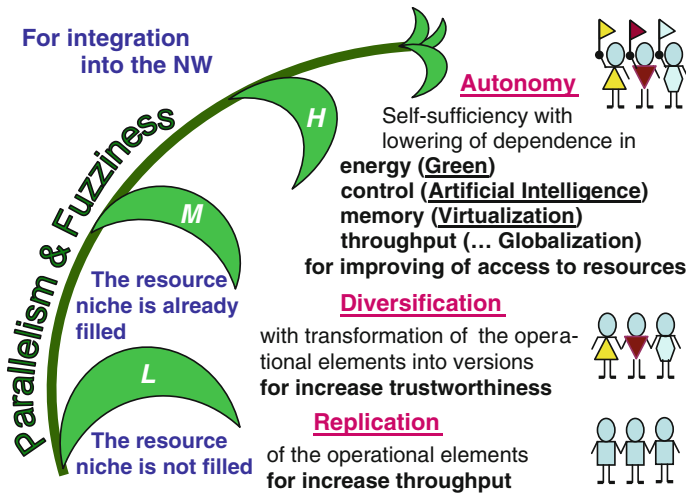 For integration
into the NW
Parallelism & Fuzziness
H
Autonomy
Self-sufficiency with
lowering of dependence in
energy (Green)
control (Artificial Intelligence)
memory (Virtualization)
throughput (... Globalization)
for improving of access to resources
M
The resource
niche is already
filled
Diversification
with transformation of the opera-
tional elements into versions
for increase trustworthiness
L
The resource
niche is not filled
Replication
of the operational elements
for increase throughput